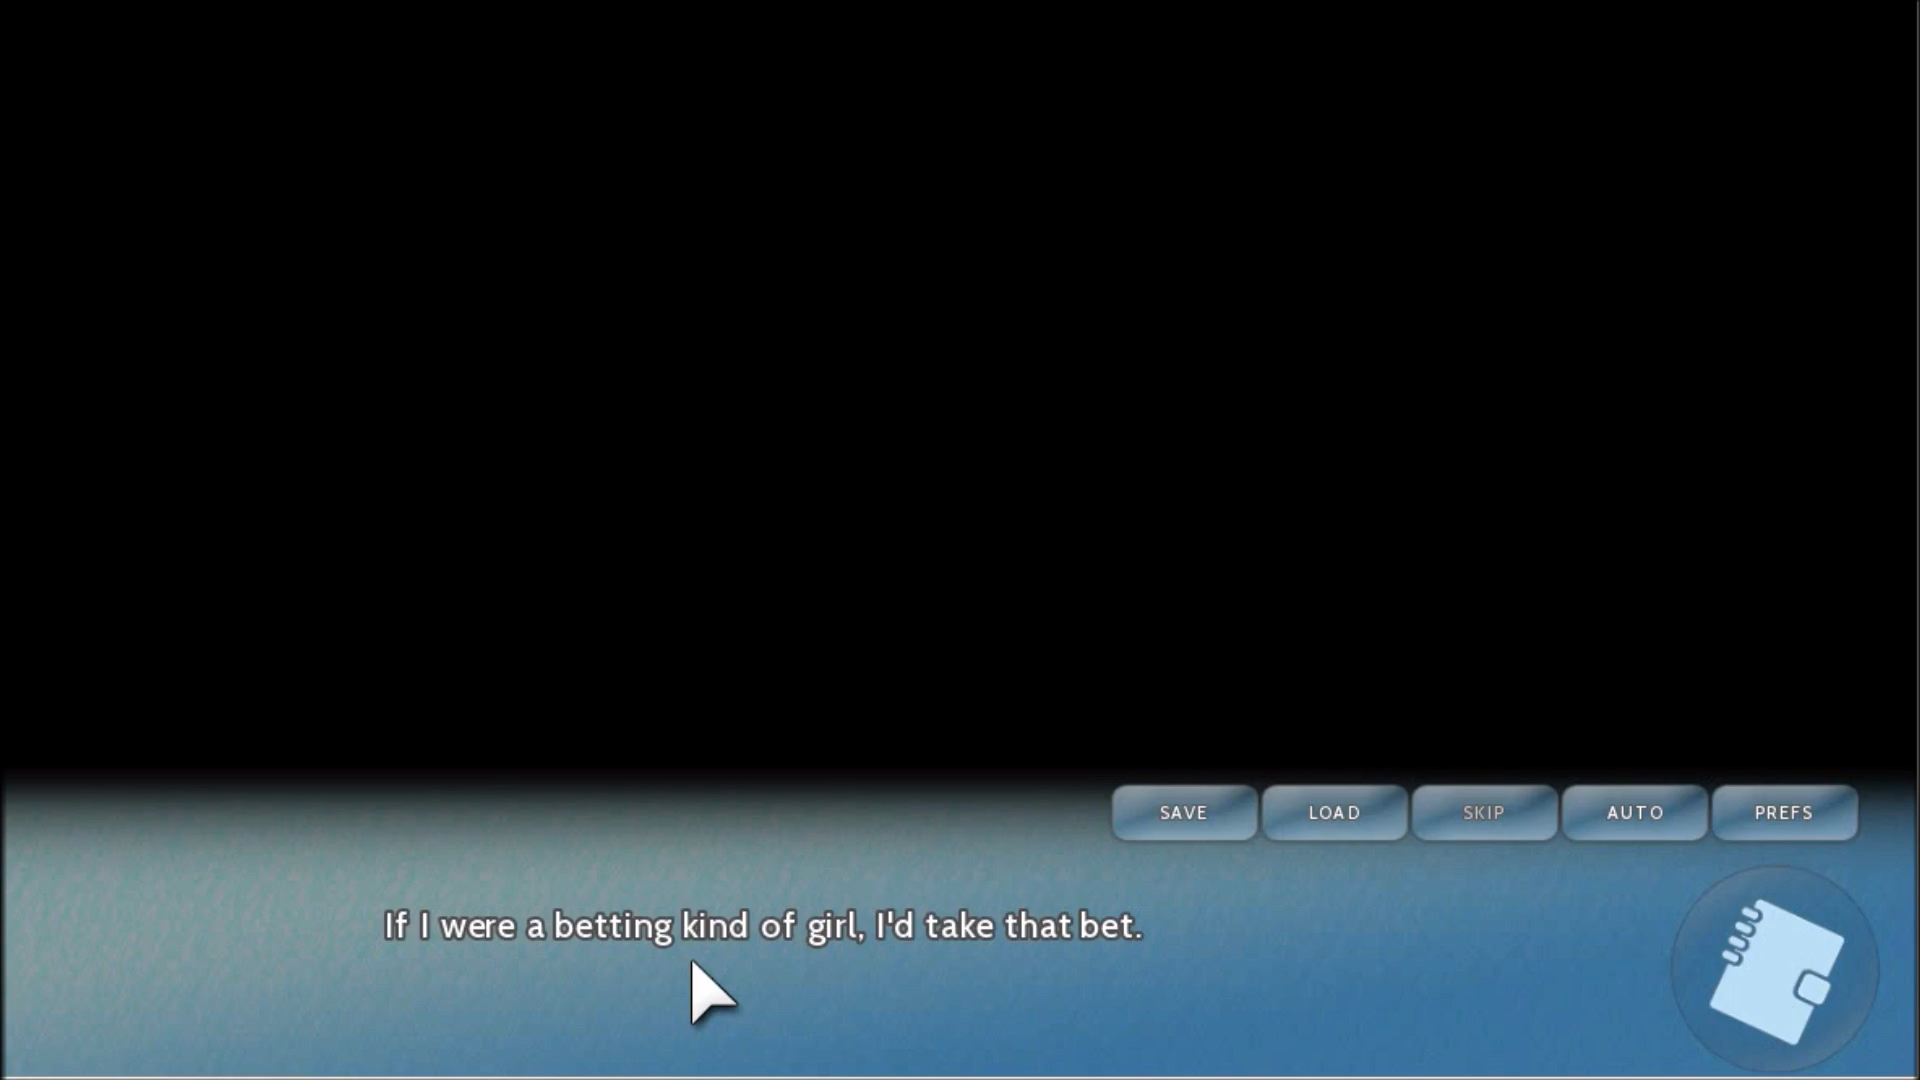 SAVE LOAD SKIP AUTO PREFS
If I were a betting kind of girl, I'd take that bet.